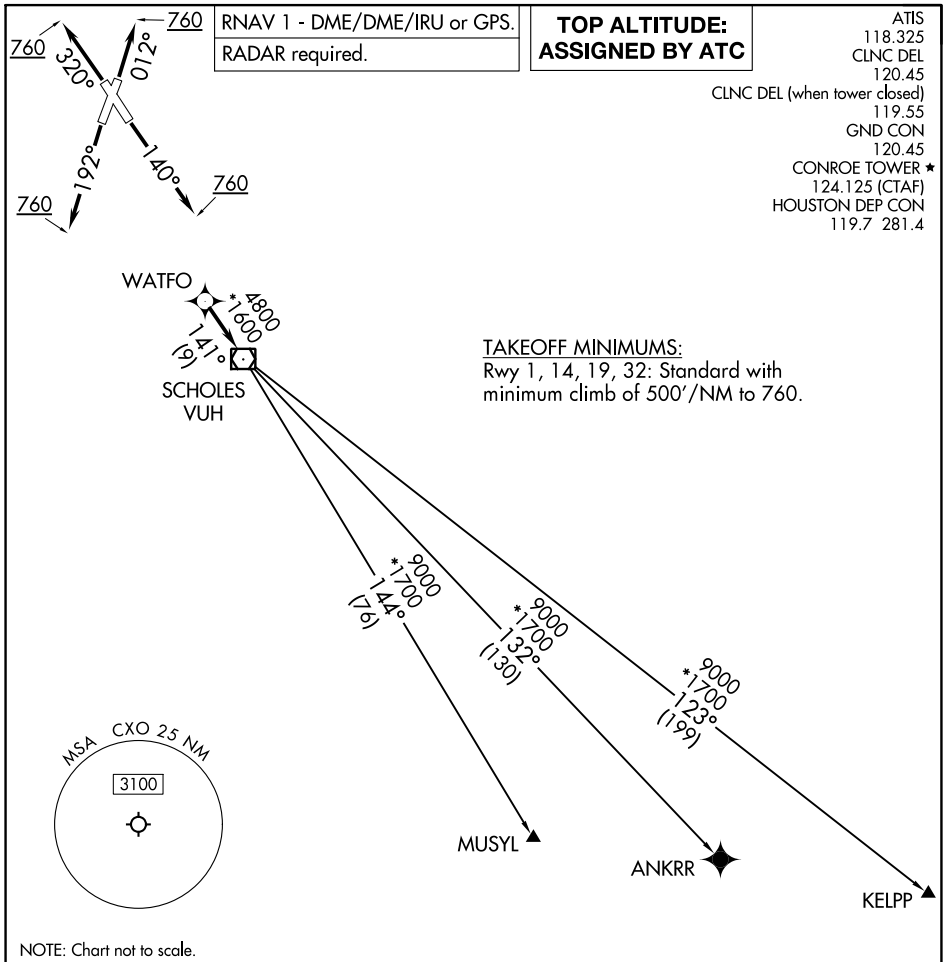 760
320°
760
012°
192°
760
140°
760
RNAV 1 - DME/DME/IRU or GPS.
RADAR required.
TOP ALTITUDE:
ASSIGNED BY ATC
ATIS
118.325
CLNC DEL
120.45
CLNC DEL (when tower closed)
119.55
GND CON
120.45
CONROE TOWER ★
124.125 (CTAF)
HOUSTON DEP CON
119.7 281.4
WATFO
4800
*1600
141°
(9)
SCHOLES
VUH
TAKEOFF MINIMUMS:
Rwy 1, 14, 19, 32: Standard with
minimum climb of 500'/NM to 760.
9000
*1700
144°
(76)
9000
*1700
132°
(130)
9000
*1700
123°
(199)
MSA CXO 25 NM
3100
MUSYL
ANKRR
KELPP
NOTE: Chart not to scale.